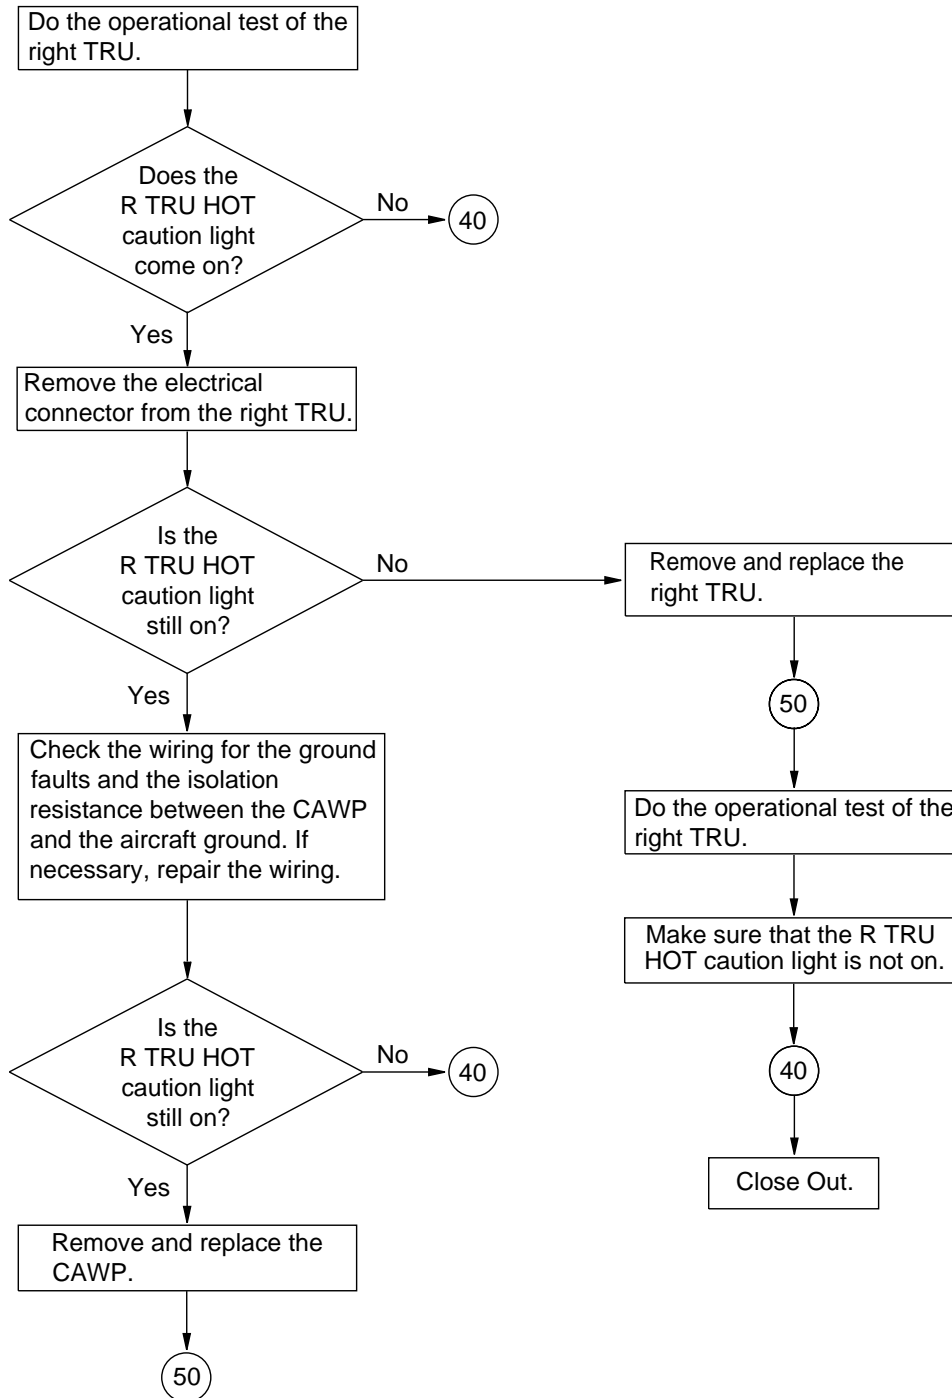 Do the operational test of the
right TRU.
Does the
R TRU HOT
caution light
come on?
No
40
Yes
Remove the electrical
connector from the right TRU.
Is the
R TRU HOT
caution light
still on?
No
Yes
Check the wiring for the ground
faults and the isolation
resistance between the CAWP
and the aircraft ground. If
necessary, repair the wiring.
Is the
R TRU HOT
caution light
still on?
No
40
Yes
Remove and replace the
CAWP.
50
Remove and replace the
right TRU.
50
Do the operational test of the
right TRU.
Make sure that the R TRU
HOT caution light is not on.
40
Close Out.